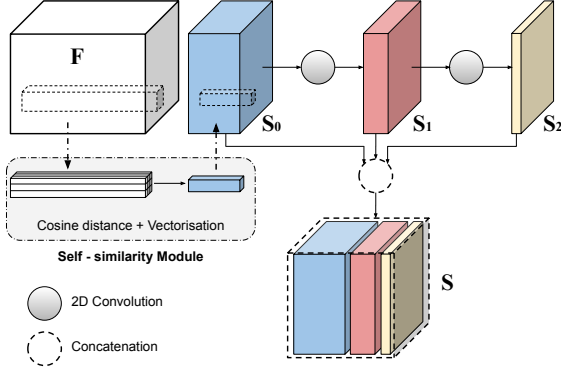 F
S0
S1
S2
Cosine distance + Vectorisation
Self - similarity Module
S
2D Convolution
Concatenation